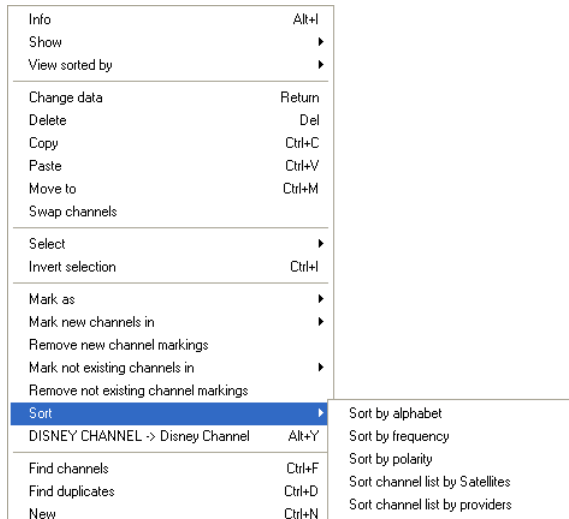 Info Alt+I
Show
View sorted by
Change data Return
Delete Del
Copy Ctrl+C
Paste Ctrl+V
Move to Ctrl+M
Swap channels
Select
Invert selection Ctrl+I
Mark as
Mark new channels in
Remove new channel markings
Mark not existing channels in
Remove not existing channel markings
Sort
DISNEY CHANNEL -> Disney Channel Alt+Y
Find channels Ctrl+F
Find duplicates Ctrl+D
New Ctrl+N
Sort by alphabet
Sort by frequency
Sort by polarity
Sort channel list by Satellites
Sort channel list by providers